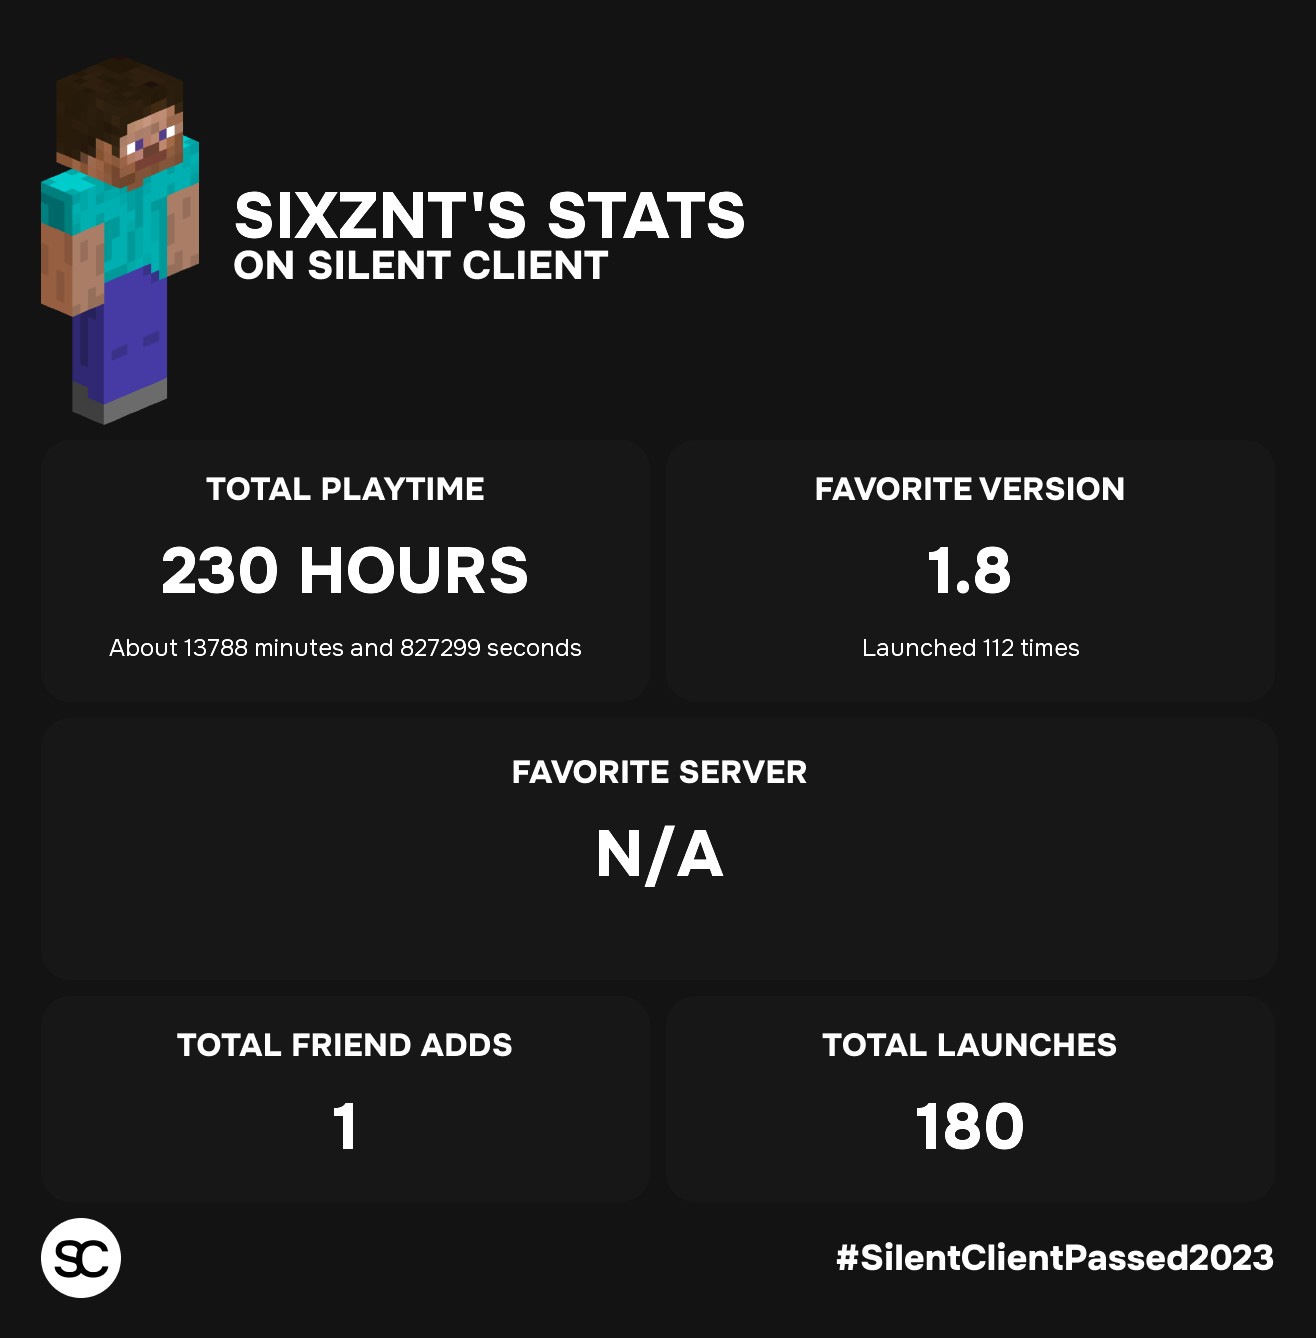 SIXZNT'S STATS
ON SILENT CLIENT
TOTAL PLAYTIME
230 HOURS
About 13788 minutes and 827299 seconds
FAVORITE VERSION
1.8
Launched 112 times
FAVORITE SERVER
N/A
TOTAL FRIEND ADDS
1
TOTAL LAUNCHES
180
SC
#SilentClientPassed2023